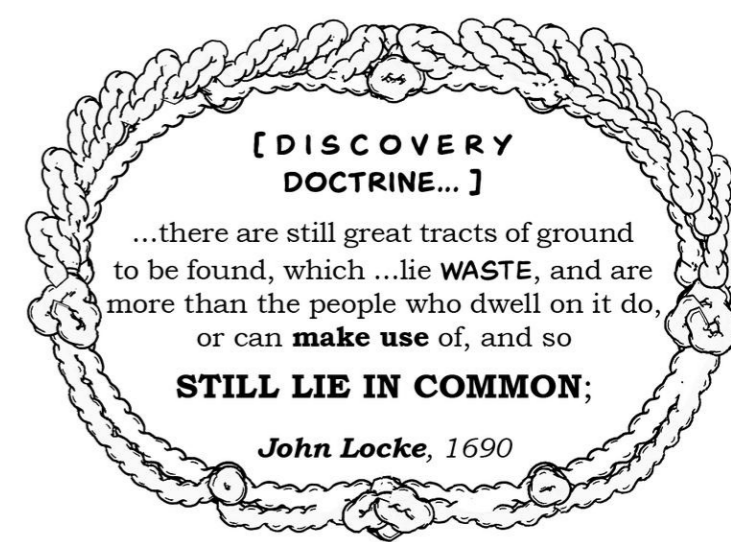 [DISCOVERY
DOCTRINE...]
...there are still great tracts of ground
to be found, which ...lie WASTE, and are
more than the people who dwell on it do,
or can make use of, and so
STILL LIE IN COMMON;
John Locke, 1690